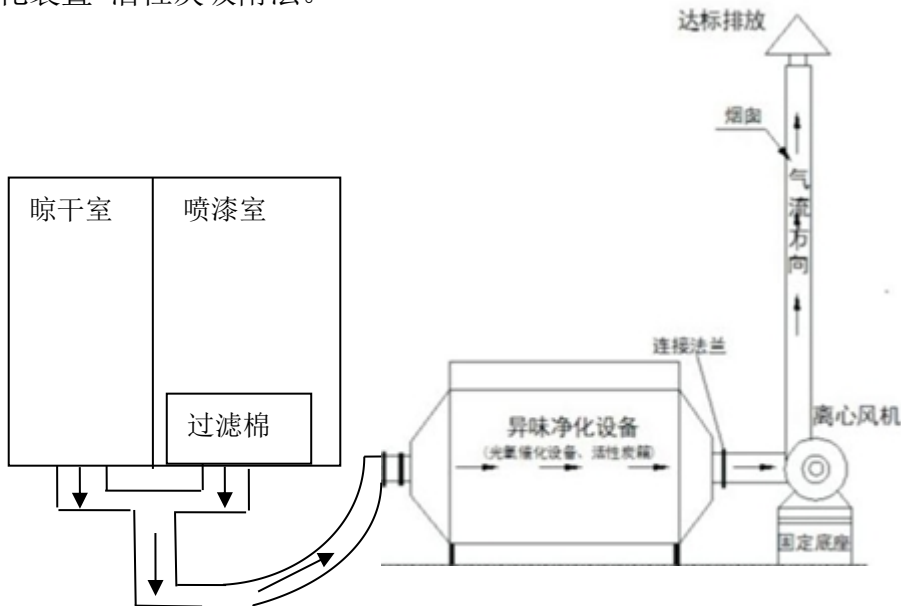 化装置+活性炭吸附法。
达标排放
烟囱
气流方向
晾干室
喷漆室
过滤棉
连接法兰
异味净化设备
(光氧催化设备、活性炭箱)
离心风机
固定底座